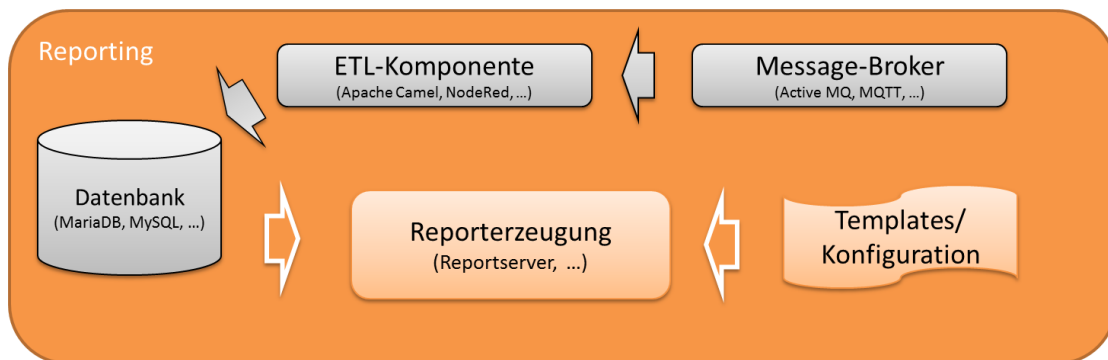 Reporting
ETL-Komponente
(Apache Camel, NodeRed, ...)
Message-Broker
(Active MQ, MQTT, ...)
Datenbank
(MariaDB, MySQL, ...)
Reporterzeugung
(Reportserver, ...)
Templates/
Konfiguration